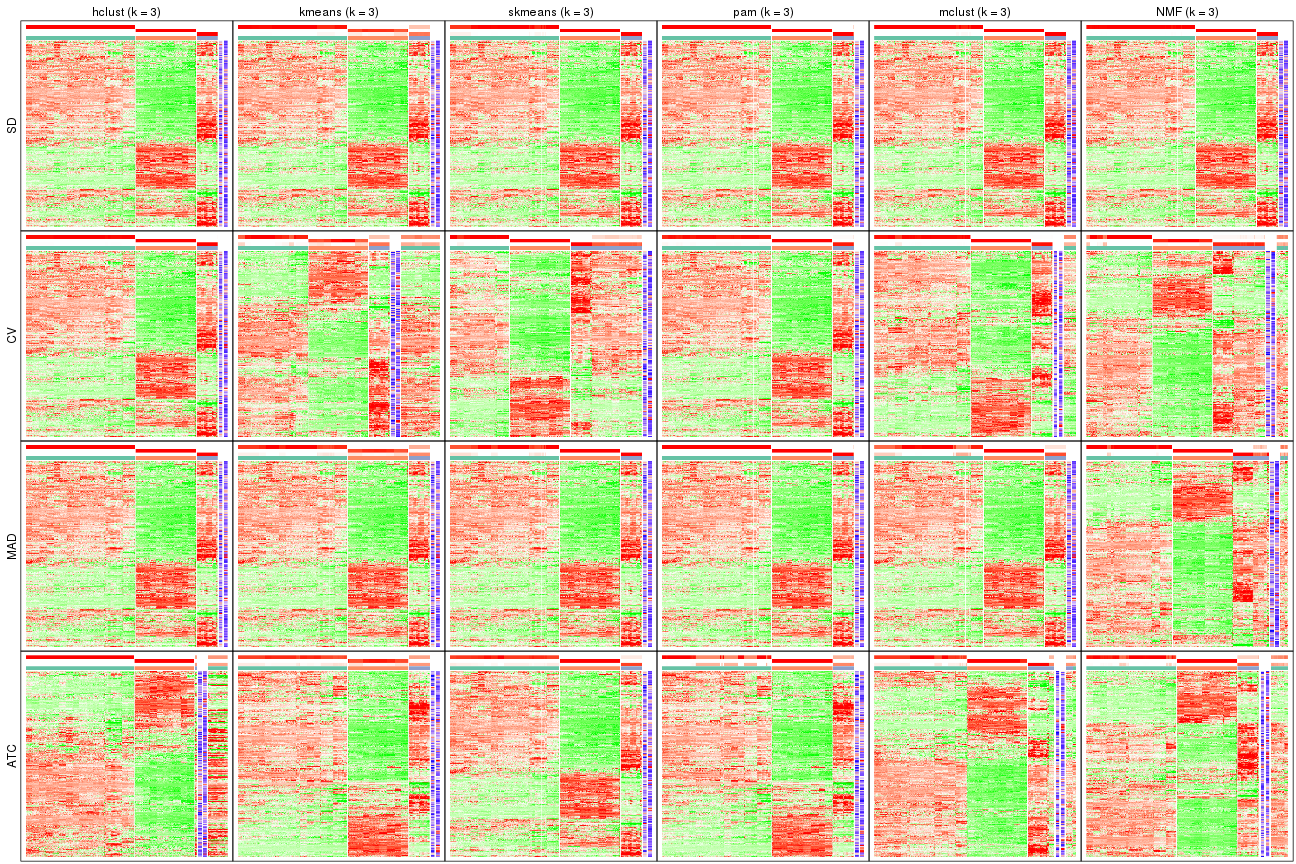 hclust (k = 3) kmeans (k = 3) skmeans (k = 3) pam (k = 3) mclust (k = 3) NMF (k = 3)
SD
CV
MAD
ATC